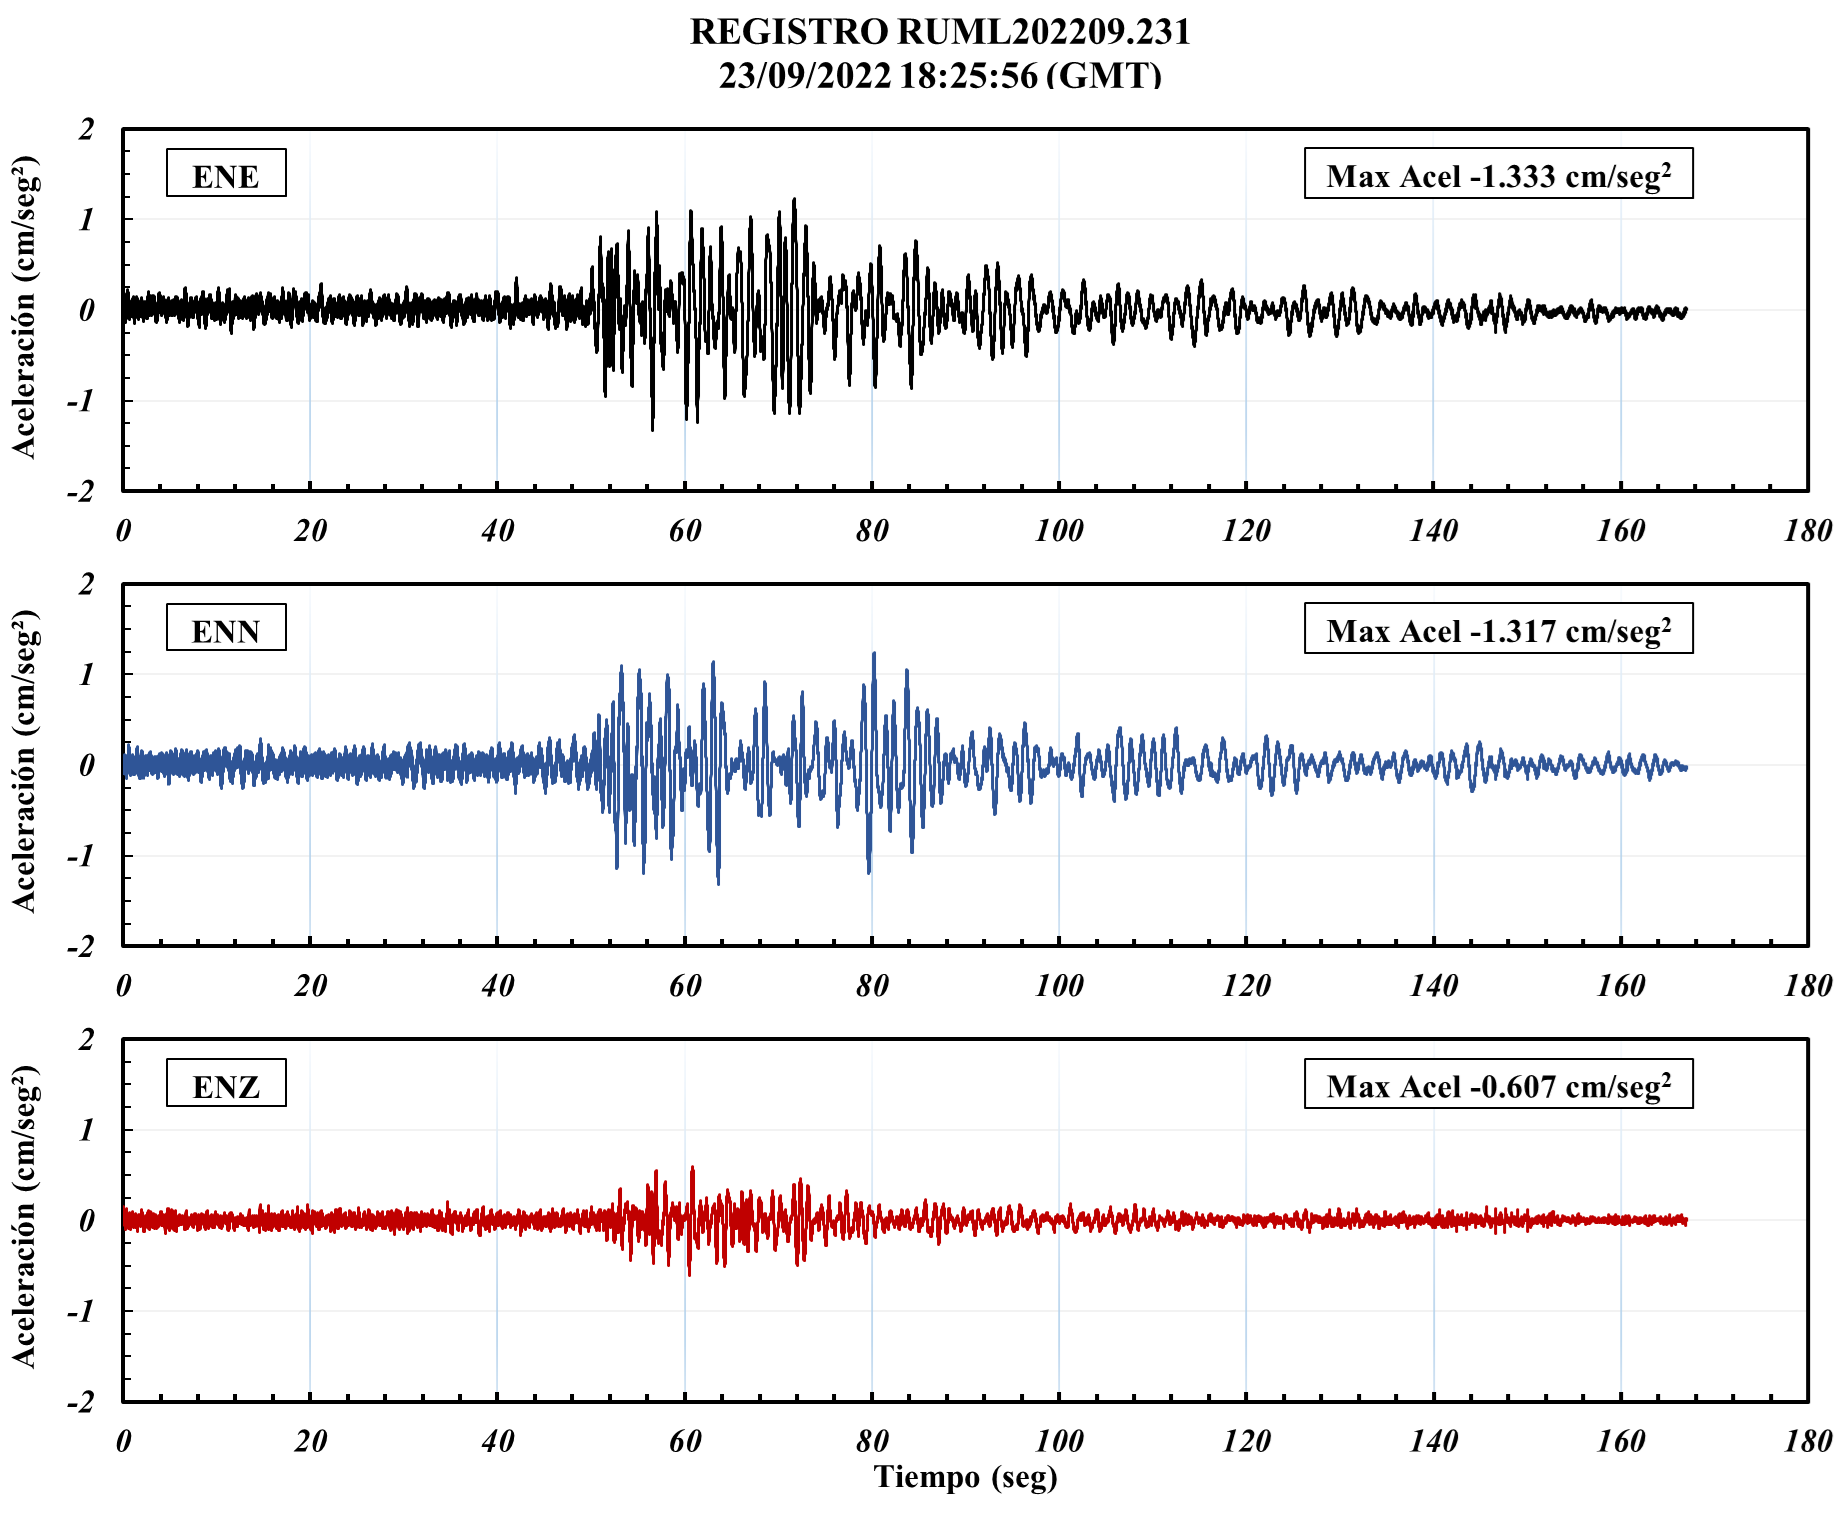 REGISTRO RUML202209.231
23/09/2022 18:25:56 (GMT)
Aceleración (cm/seg²)
2
1
0
-1
-2
ENE
Max Acel -1.333 cm/seg²
0 20 40 60 80 100 120 140 160 180
Aceleración (cm/seg²)
2
1
0
-1
-2
ENN
Max Acel -1.317 cm/seg²
0 20 40 60 80 100 120 140 160 180
Aceleración (cm/seg²)
2
1
0
-1
-2
ENZ
Max Acel -0.607 cm/seg²
0 20 40 60 80 100 120 140 160 180
Tiempo (seg)